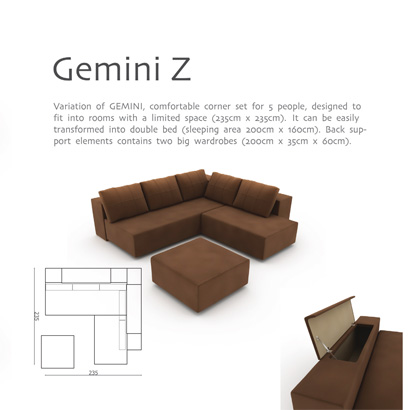 Gemini Z
Variation of GEMINI, comfortable corner set for 5 people, designed to
fit into rooms with a limited space (235cm x 235cm). It can be easily
transformed into double bed (sleeping area 200cm x 160cm). Back sup-
port elements contains two big wardrobes (200cm x 35cm x 60cm).
235
235